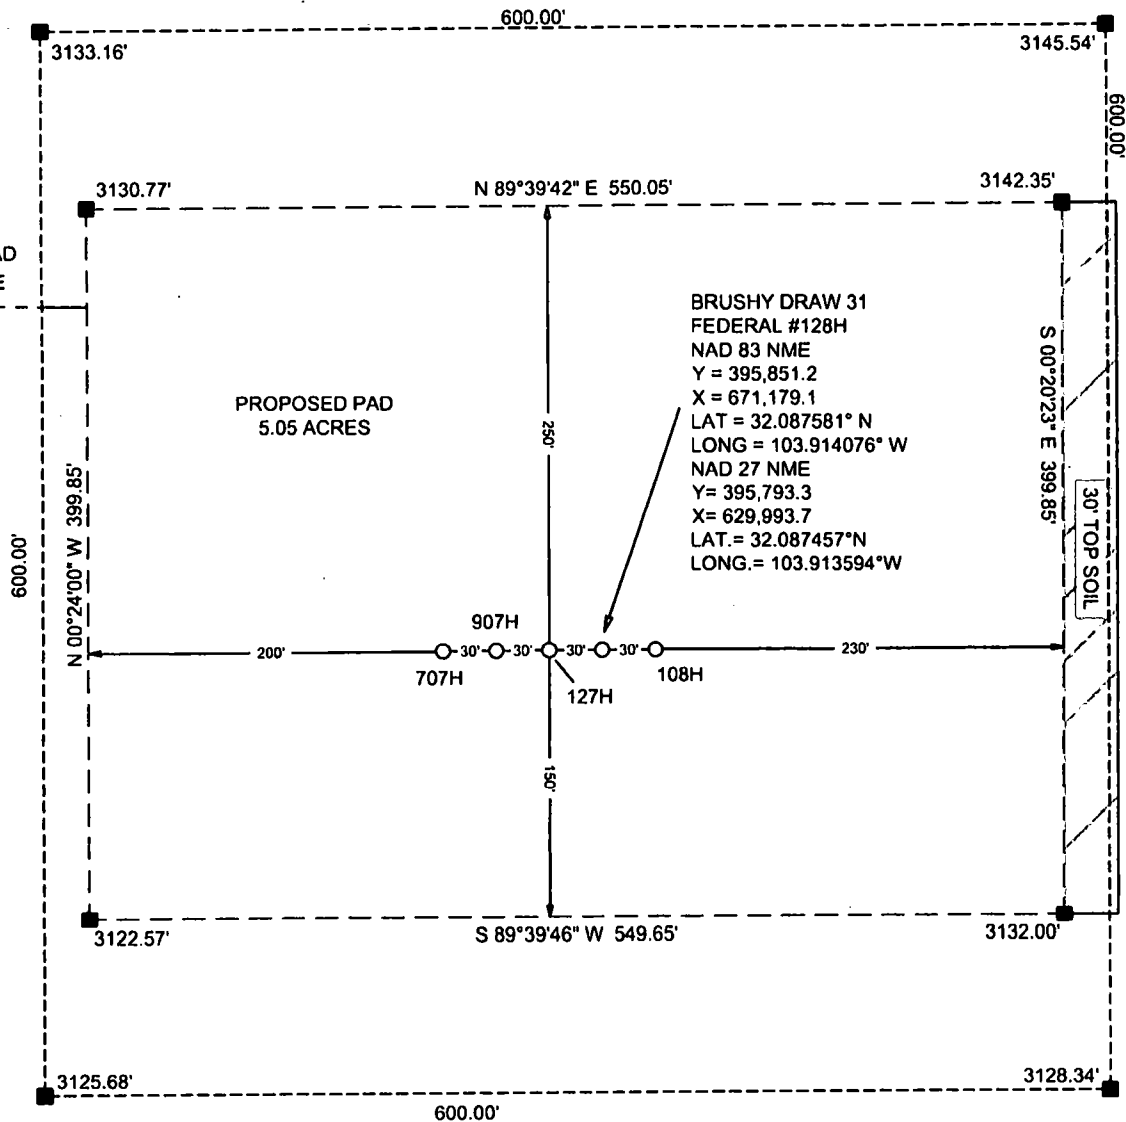 600.00'
3133.16'
3145.54'
600.00'
3130.77'
N 89°39'42" E 550.05'
3142.35'
AD
E
BRUSHY DRAW 31
FEDERAL #128H
NAD 83 NME
Y = 395,851.2
X = 671,179.1
LAT = 32.087581° N
LONG = 103.914076° W
NAD 27 NME
Y= 395,793.3
X= 629,993.7
LAT.= 32.087457°N
LONG.= 103.913594°W
PROPOSED PAD
5.05 ACRES
250'
S 00°20'23" E 399.85'
30' TOP SOIL
N 00°24'00" W 399.85'
600.00'
907H
200'
30'
30'
30'
30'
230'
707H
127H
108H
150'
3122.57'
S 89°39'46" W 549.65'
3132.00'
3125.68'
3128.34'
600.00'